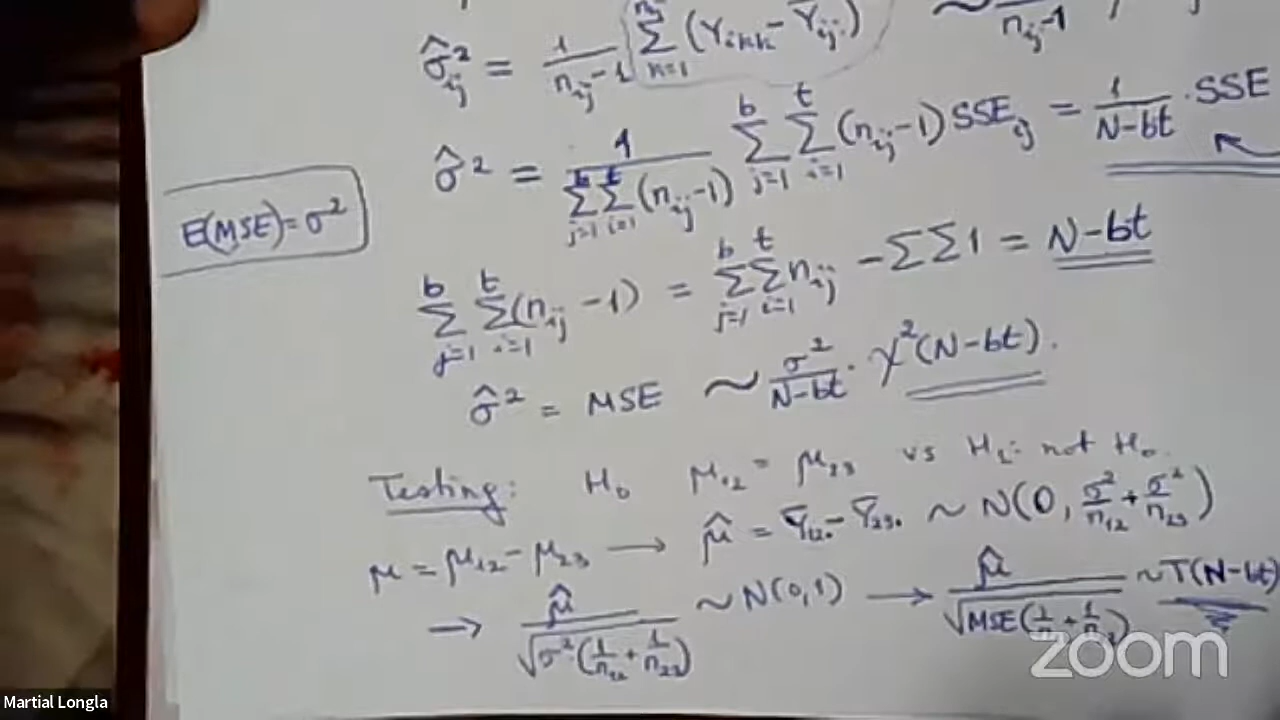 σ̂²ᵢⱼ = 1/(nᵢⱼ-1) Σ_{k=1}^{nᵢⱼ} (Yᵢₖₖ - Ȳᵢⱼ.) ~ /(nᵢⱼ-1) ,
σ̂² = 1/(Σ_{j=1}^{b} Σ_{i=1}^{t} (nᵢⱼ-1)) Σ_{j=1}^{b} Σ_{i=1}^{t} (nᵢⱼ-1) SSEᵢⱼ = 1/(N-bt) · SSE
E(MSE) = σ²
Σ_{j=1}^{b} Σ_{i=1}^{t} (nᵢⱼ - 1) = Σ_{j=1}^{b} Σ_{i=1}^{t} nᵢⱼ - ΣΣ1 = N-bt
σ̂² = MSE ~ σ²/(N-bt) · χ²(N-bt).
Testing: H₀ μ₁₂ = μ₂₃ vs H₁: not H₀.
μ = μ₁₂ - μ₂₃ → μ̂ = Ȳ₁₂. - Ȳ₂₃. ~ N(0, σ²/n₁₂ + σ²/n₂₃)
→ μ̂/√(σ²(1/n₁₂ + 1/n₂₃)) ~ N(0,1) → μ̂/√(MSE(1/n + 1/n)) ~ T(N-bt)
zoom
Martial Longla